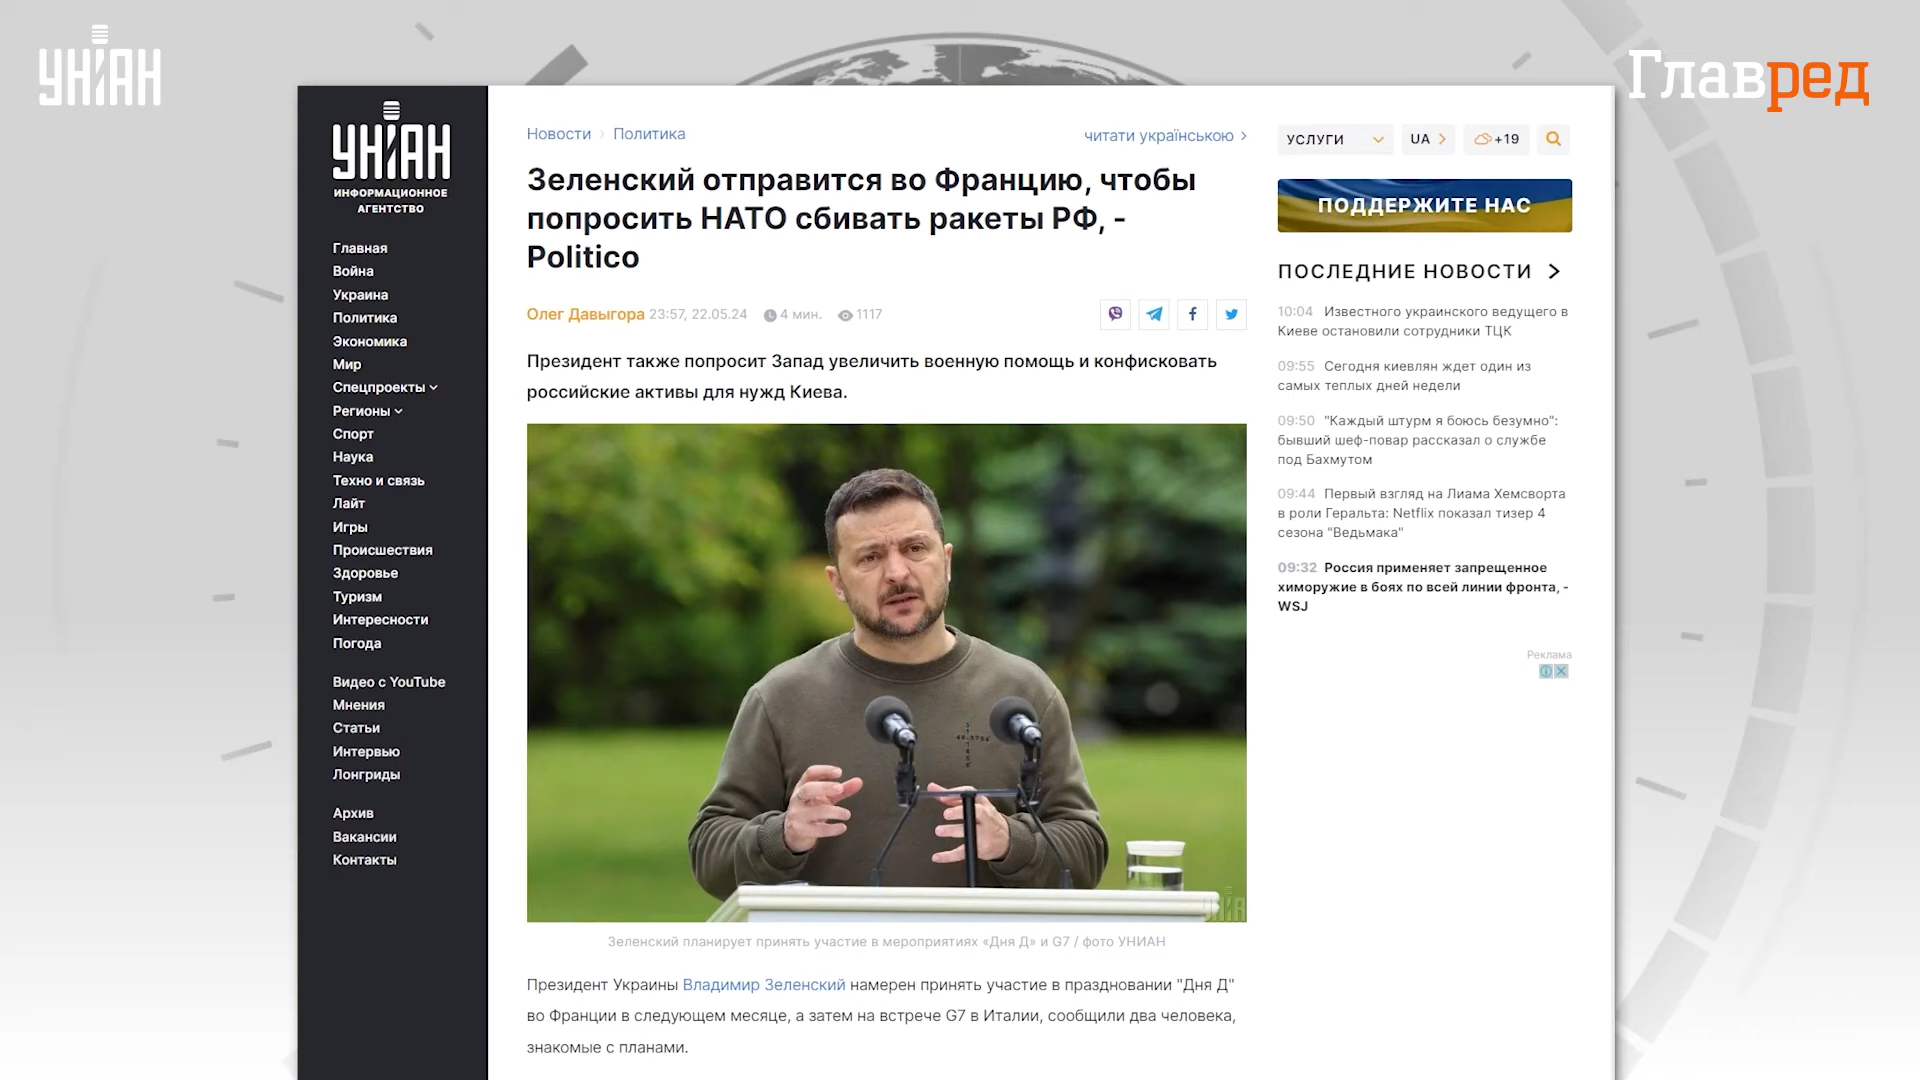 УНІАН
Главред
УНІАН
ИНФОРМАЦИОННОЕ
АГЕНТСТВО
Главная
Война
Украина
Политика
Экономика
Мир
Спецпроекты
Регионы
Спорт
Наука
Техно и связь
Лайт
Игры
Происшествия
Здоровье
Туризм
Интересности
Погода
Видео с YouTube
Мнения
Статьи
Интервью
Лонгриды
Архив
Вакансии
Контакты
Новости › Политика
читати українською >
Зеленский отправится во Францию, чтобы
попросить НАТО сбивать ракеты РФ, -
Politico
Олег Давыгора 23:57, 22.05.24 4 мин. 1117
Президент также попросит Запад увеличить военную помощь и конфисковать
российские активы для нужд Киева.
УНІАН
Зеленский планирует принять участие в мероприятиях «Дня Д» и G7 / фото УНИАН
Президент Украины Владимир Зеленский намерен принять участие в праздновании "Дня Д"
во Франции в следующем месяце, а затем на встрече G7 в Италии, сообщили два человека,
знакомые с планами.
УСЛУГИ UA > +19
ПОДДЕРЖИТЕ НАС
ПОСЛЕДНИЕ НОВОСТИ >
10:04 Известного украинского ведущего в
Киеве остановили сотрудники ТЦК
09:55 Сегодня киевлян ждет один из
самых теплых дней недели
09:50 "Каждый штурм я боюсь безумно":
бывший шеф-повар рассказал о службе
под Бахмутом
09:44 Первый взгляд на Лиама Хемсворта
в роли Геральта: Netflix показал тизер 4
сезона "Ведьмака"
09:32 Россия применяет запрещенное
химоружие в боях по всей линии фронта, -
WSJ
Реклама